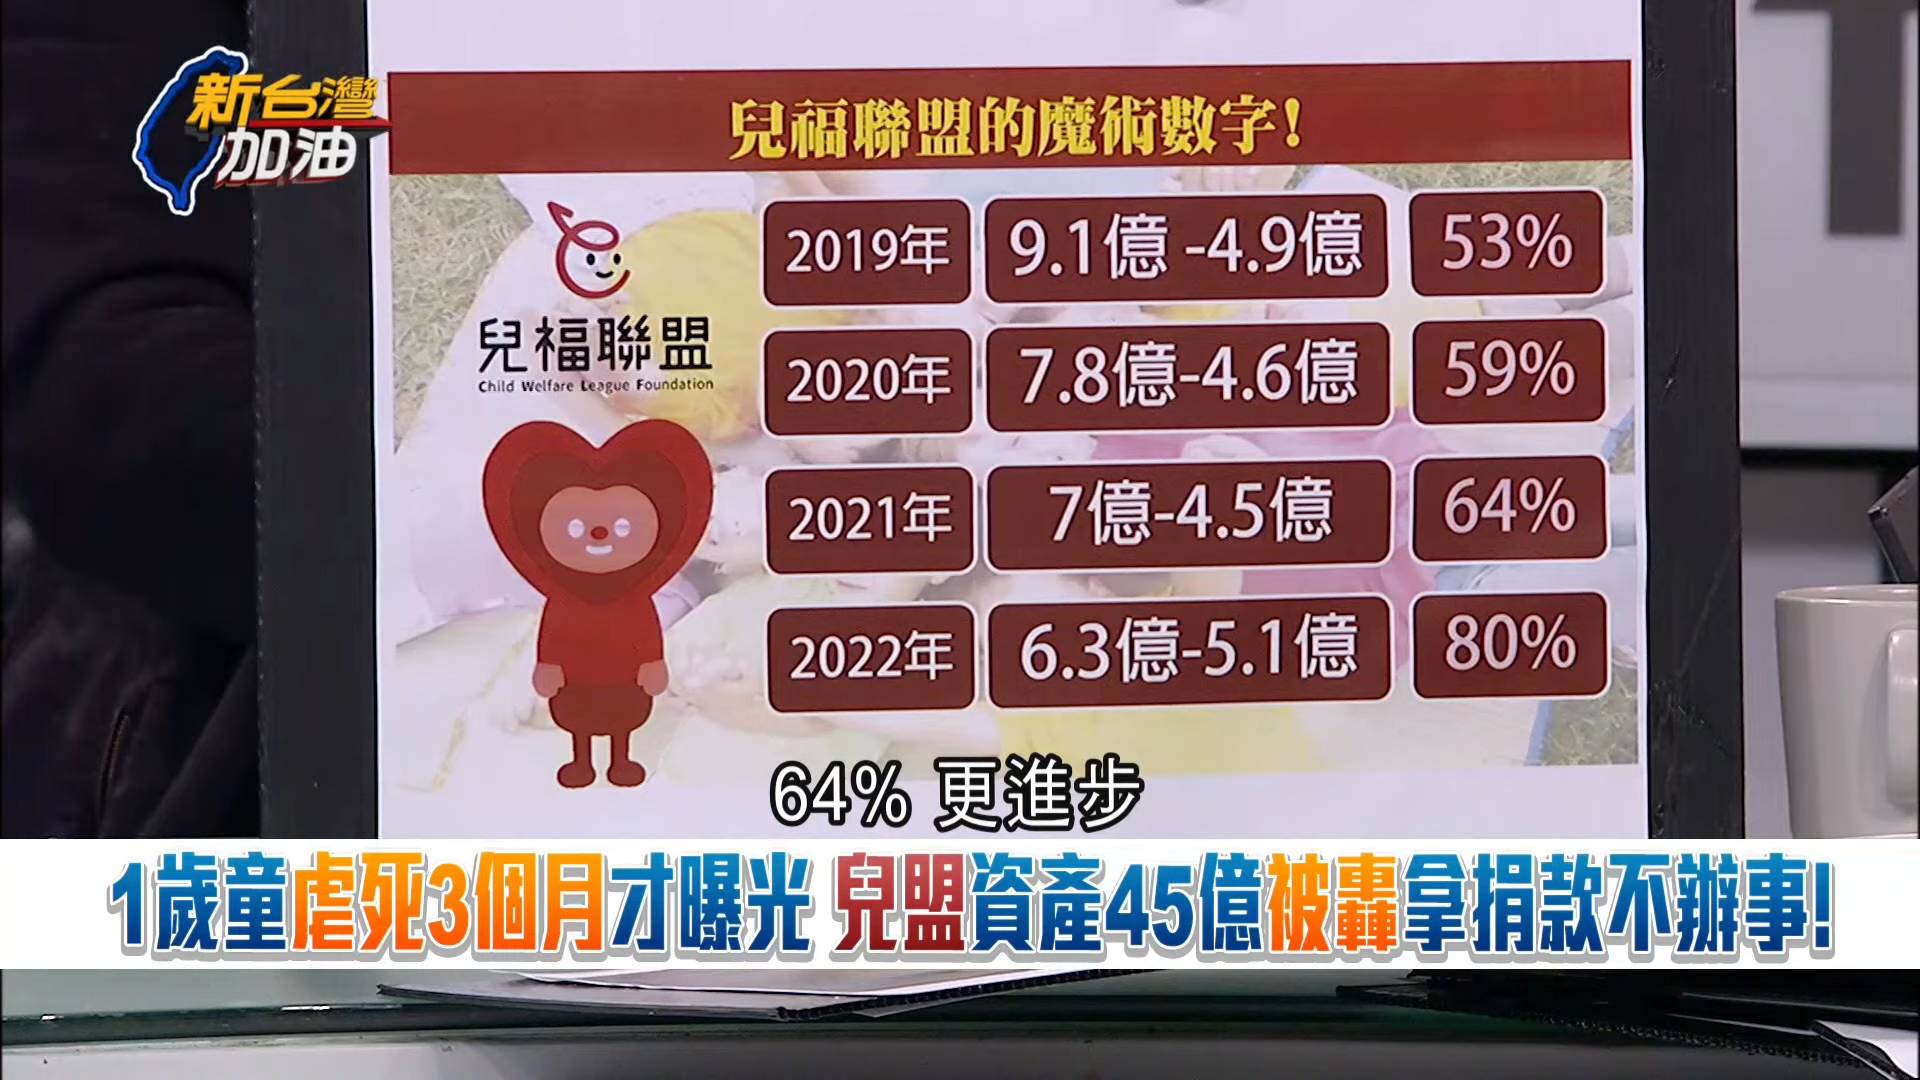 新台灣
加油
兒福聯盟的魔術數字!
兒福聯盟
Child Welfare League Foundation
2019年 9.1億 -4.9億 53%
2020年 7.8億-4.6億 59%
2021年 7億-4.5億 64%
2022年 6.3億-5.1億 80%
64% 更進步
1歲童虐死3個月才曝光 兒盟資產45億被轟拿捐款不辦事!